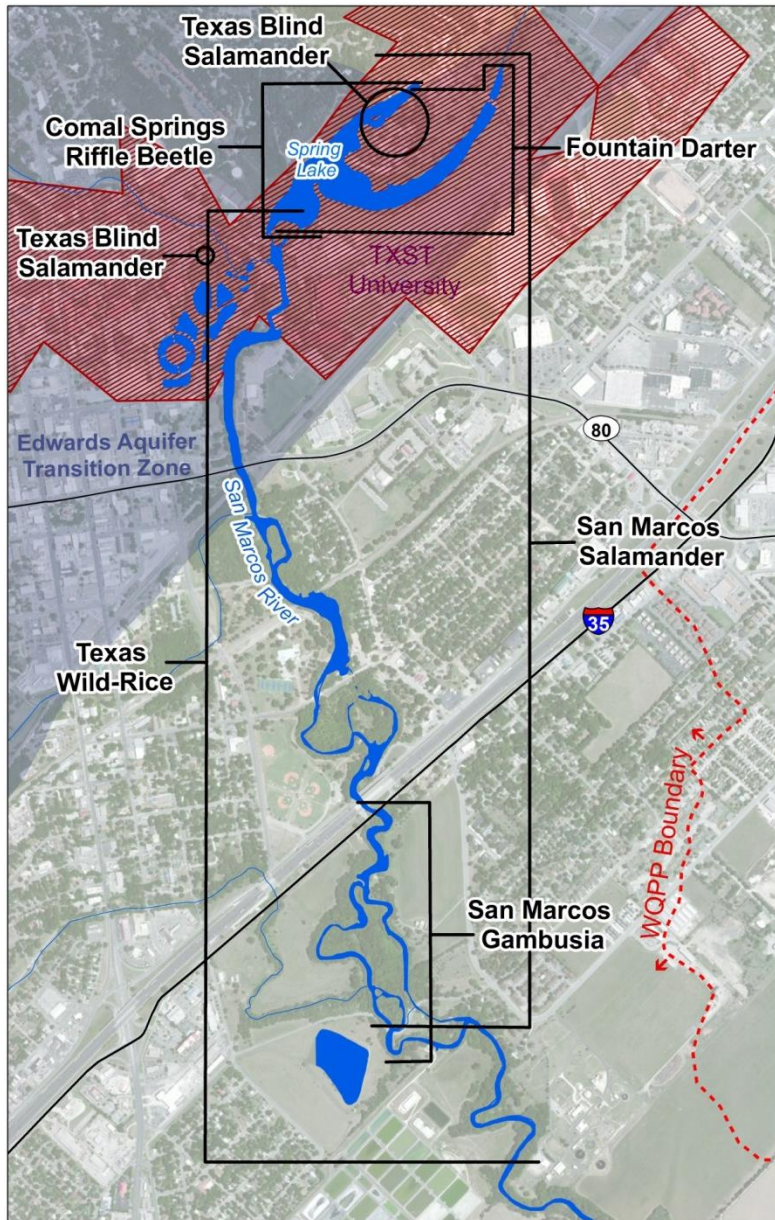 Texas Blind
Salamander
Comal Springs
Riffle Beetle
Spring
Lake
Fountain Darter
Texas Blind
Salamander
TXST
University
Edwards Aquifer
Transition Zone
80
San Marcos River
San Marcos
Salamander
35
Texas
Wild-Rice
WQPP Boundary
San Marcos
Gambusia